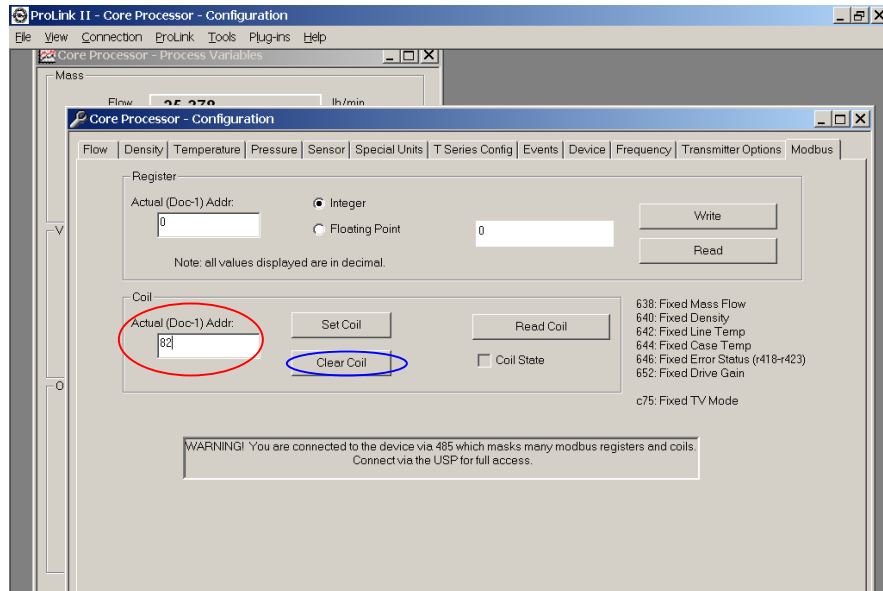 ProLink II - Core Processor - Configuration
File View Connection ProLink Tools Plug-ins Help
Core Processor - Process Variables
Mass
Flow 25.278 lb/min
Core Processor - Configuration
Flow Density Temperature Pressure Sensor Special Units T Series Config Events Device Frequency Transmitter Options Modbus
Register
Actual (Doc-1) Addr:
0
Integer
Floating Point
0
Write
Read
Note: all values displayed are in decimal.
Coil
Actual (Doc-1) Addr:
82
Set Coil
Clear Coil
Read Coil
Coil State
638: Fixed Mass Flow
640: Fixed Density
642: Fixed Line Temp
644: Fixed Case Temp
646: Fixed Error Status (r418-r423)
652: Fixed Drive Gain
c75: Fixed TV Mode
WARNING! You are connected to the device via 485 which masks many modbus registers and coils.
Connect via the USP for full access.
V
O